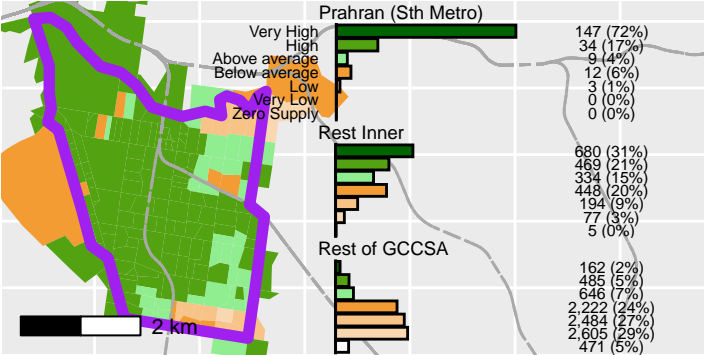 Prahran (Sth Metro)
Very High 147 (72%)
High 34 (17%)
Above average 9 (4%)
Below average 12 (6%)
Low 3 (1%)
Very Low 0 (0%)
Zero Supply 0 (0%)
Rest Inner
680 (31%)
469 (21%)
334 (15%)
448 (20%)
194 (9%)
77 (3%)
5 (0%)
Rest of GCCSA
162 (2%)
485 (5%)
646 (7%)
2,222 (24%)
2,484 (27%)
2,605 (29%)
471 (5%)
2 km